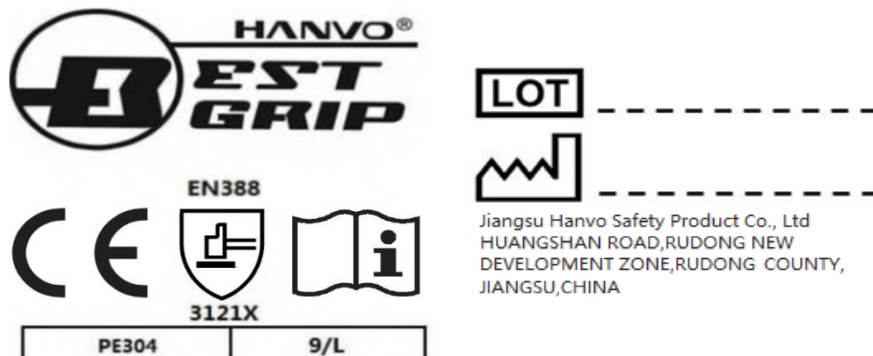 HANVO®
BEST
GRIP
EN388
CE
3121X
PE304 9/L
LOT
Jiangsu Hanvo Safety Product Co., Ltd
HUANGSHAN ROAD,RUDONG NEW
DEVELOPMENT ZONE,RUDONG COUNTY,
JIANGSU,CHINA